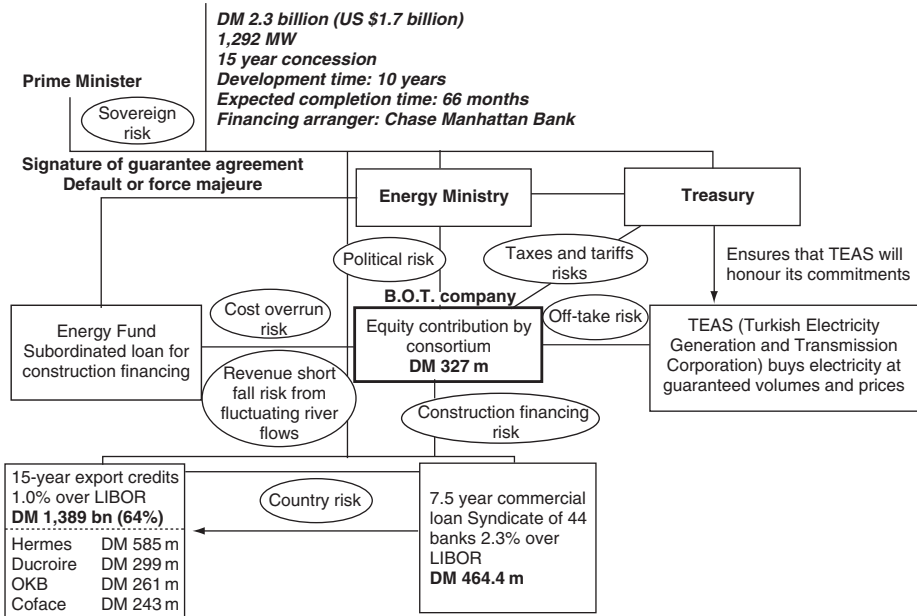 DM 2.3 billion (US $1.7 billion)
1,292 MW
15 year concession
Development time: 10 years
Expected completion time: 66 months
Financing arranger: Chase Manhattan Bank
Prime Minister
Sovereign
risk
Signature of guarantee agreement
Default or force majeure
Energy Ministry
Treasury
Political risk
Taxes and tariffs
risks
Ensures that TEAS will
honour its commitments
B.O.T. company
Cost overrun
risk
Off-take risk
Energy Fund
Subordinated loan for
construction financing
Equity contribution by
consortium
DM 327 m
TEAS (Turkish Electricity
Generation and Transmission
Corporation) buys electricity at
guaranteed volumes and prices
Revenue short
fall risk from
fluctuating river
flows
Construction financing
risk
15-year export credits
1.0% over LIBOR
DM 1,389 bn (64%)
Hermes DM 585 m
Ducroire DM 299 m
OKB DM 261 m
Coface DM 243 m
Country risk
7.5 year commercial
loan Syndicate of 44
banks 2.3% over
LIBOR
DM 464.4 m